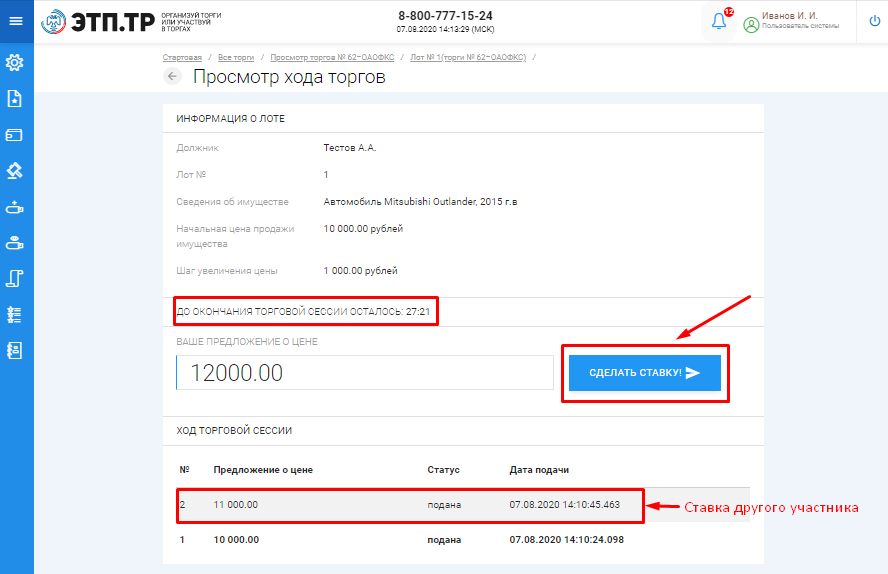 ЭТП.ТР
ОРГАНИЗУЙ ТОРГИ
ИЛИ УЧАСТВУЙ
В ТОРГАХ
8-800-777-15-24
07.08.2020 14:13:29 (МСК)
12
Иванов И. И.
Пользователь системы
Стартовая / Все торги / Просмотр торгов № 62-ОАОФКС / Лот № 1(торги № 62-ОАОФКС) /
Просмотр хода торгов
ИНФОРМАЦИЯ О ЛОТЕ
Должник Тестов А.А.
Лот № 1
Сведения об имуществе Автомобиль Mitsubishi Outlander, 2015 г.в
Начальная цена продажи 10 000.00 рублей
имущества
Шаг увеличения цены 1 000.00 рублей
ДО ОКОНЧАНИЯ ТОРГОВОЙ СЕССИИ ОСТАЛОСЬ: 27:21
ВАШЕ ПРЕДЛОЖЕНИЕ О ЦЕНЕ
12000.00
СДЕЛАТЬ СТАВКУ!
ХОД ТОРГОВОЙ СЕССИИ
№ Предложение о цене Статус Дата подачи
2 11 000.00 подана 07.08.2020 14:10:45.463
Ставка другого участника
1 10 000.00 подана 07.08.2020 14:10:24.098